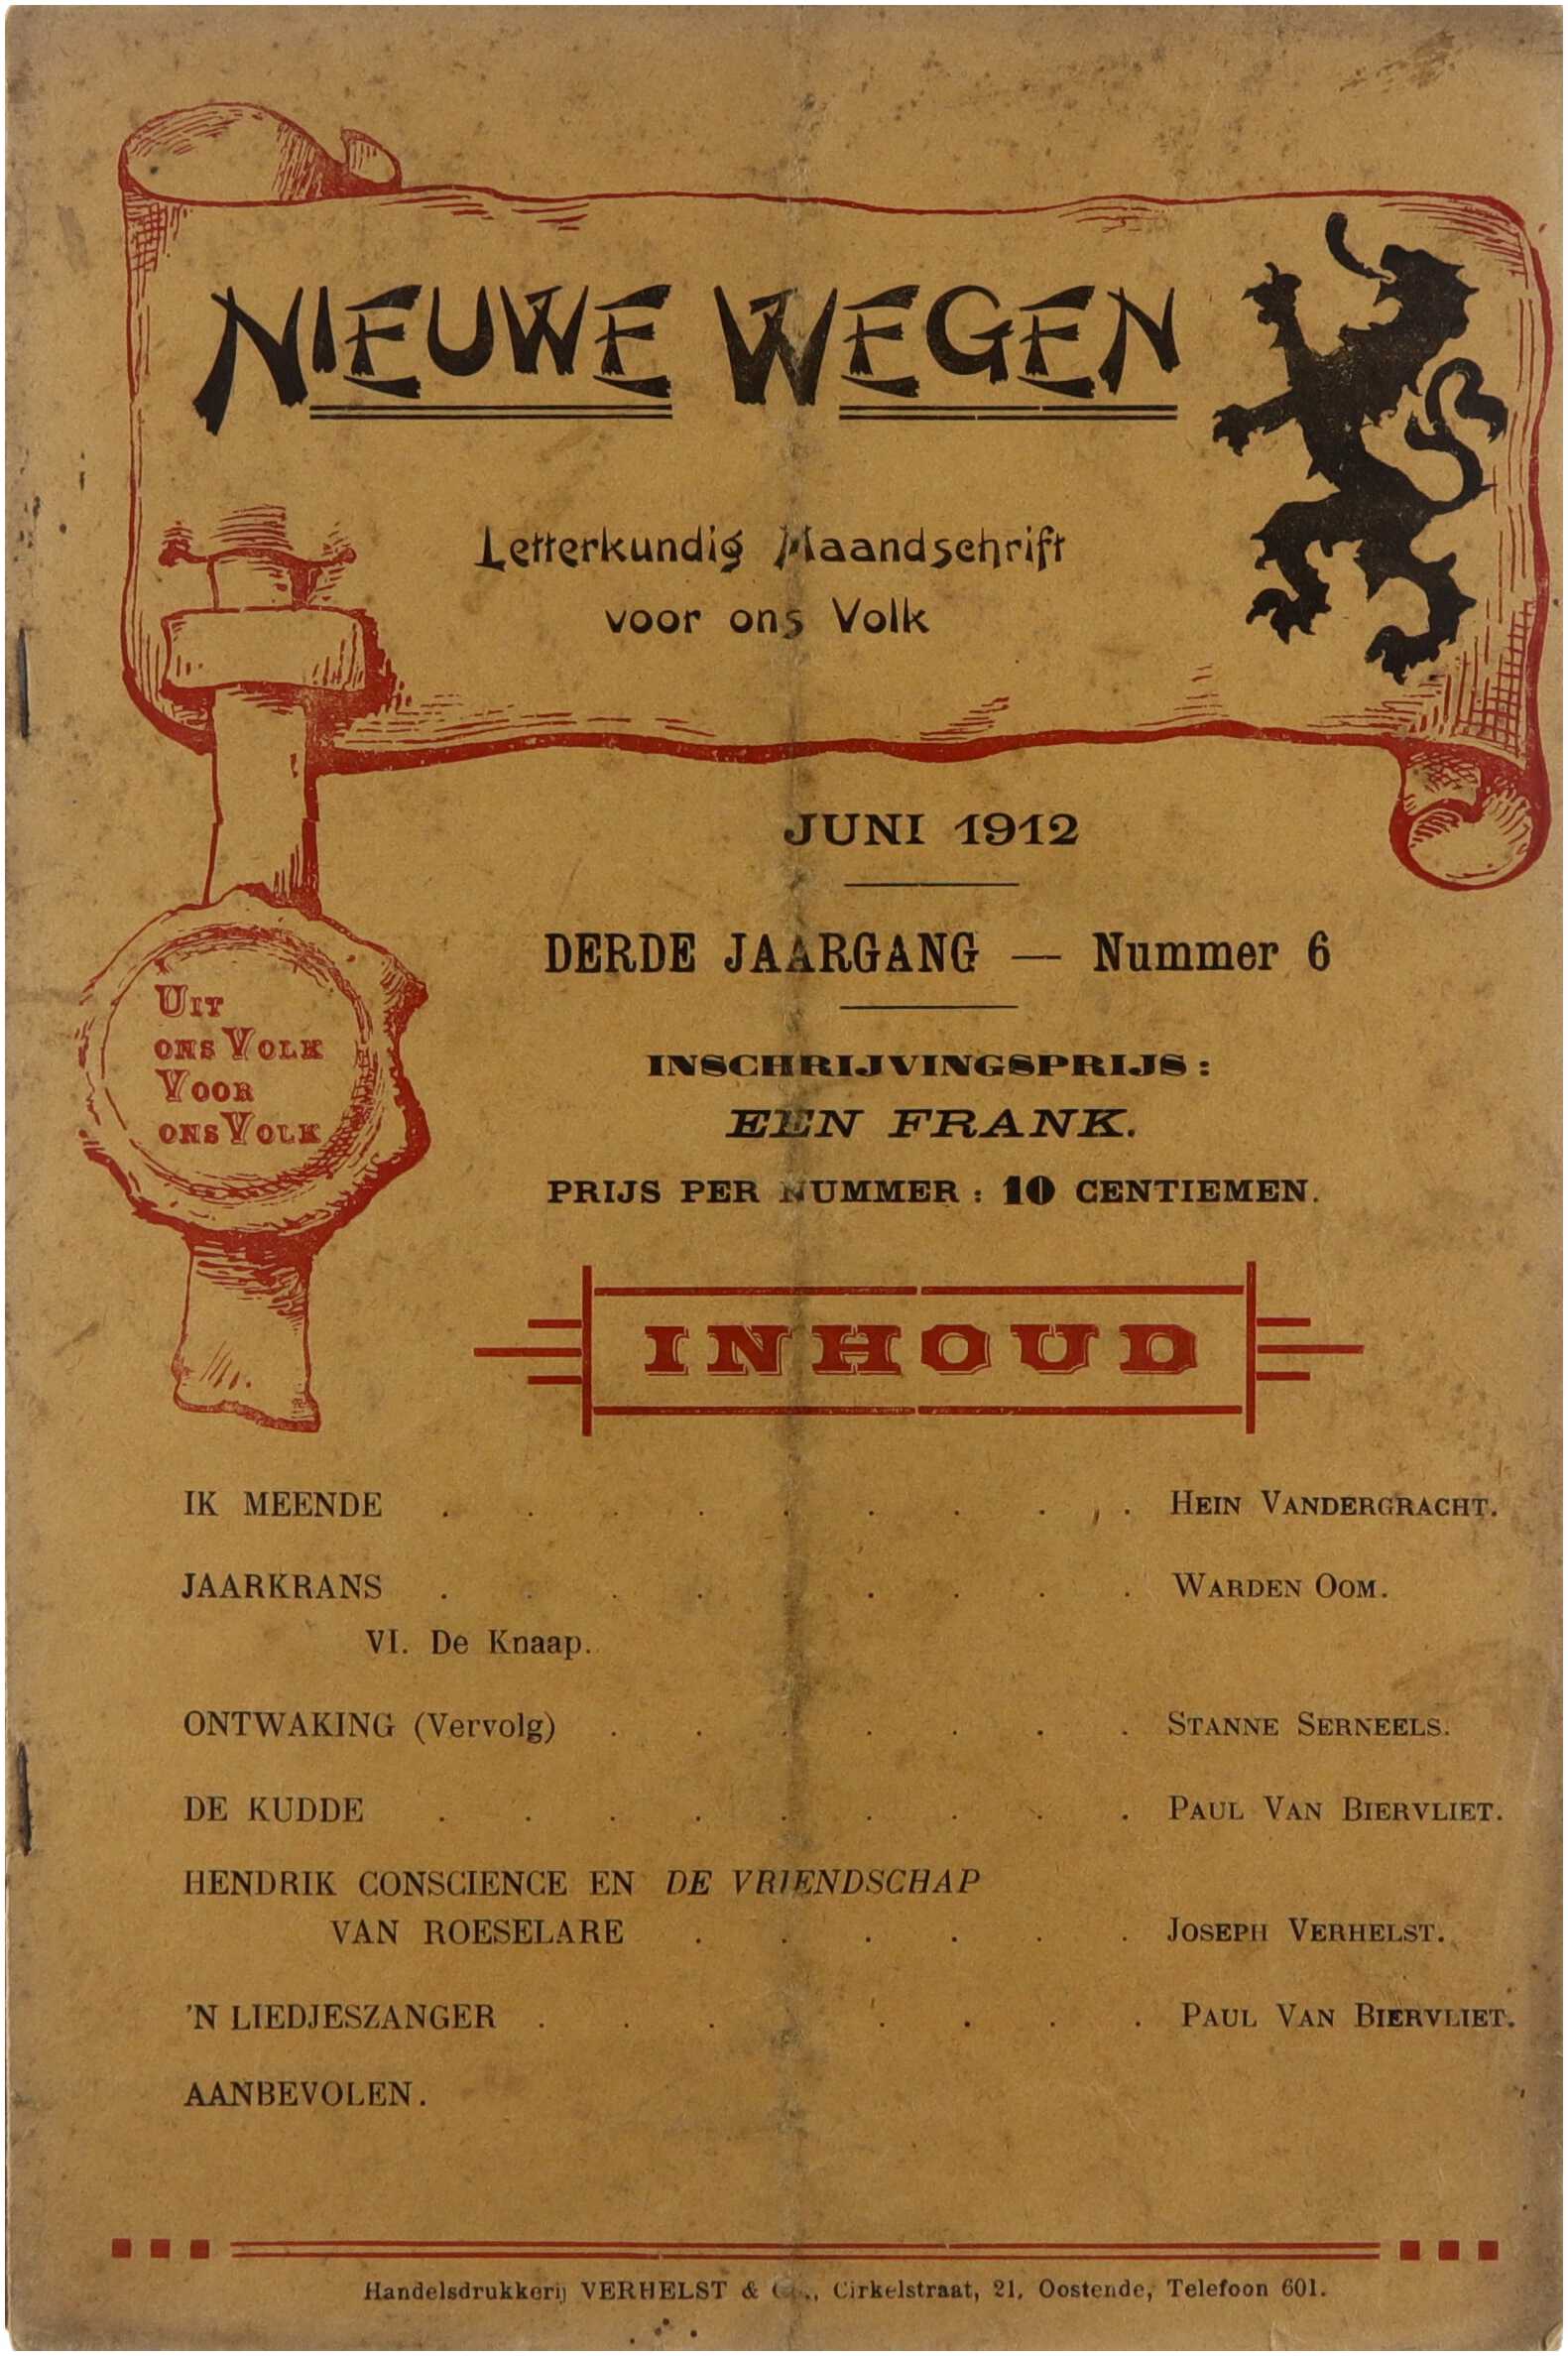 NIEUWE WEGEN
Letterkundig Maandschrift
voor ons Volk
JUNI 1912
DERDE JAARGANG — Nummer 6
UIT
ONS VOLK
VOOR
ONS VOLK
INSCHRIJVINGSPRIJS :
EEN FRANK.
PRIJS PER NUMMER : 10 CENTIEMEN.
INHOUD
IK MEENDE . . . . . . . . . HEIN VANDERGRACHT.
JAARKRANS . . . . . . . . . WARDEN OOM.
VI. De Knaap.
ONTWAKING (Vervolg) . . . . . . . STANNE SERNEELS.
DE KUDDE . . . . . . . . . PAUL VAN BIERVLIET.
HENDRIK CONSCIENCE EN DE VRIENDSCHAP
VAN ROESELARE . . . . . . JOSEPH VERHELST.
'N LIEDJESZANGER . . . . . . . PAUL VAN BIERVLIET.
AANBEVOLEN.
Handelsdrukkerij VERHELST & Cirkelstraat, 21, Oostende, Telefoon 601.